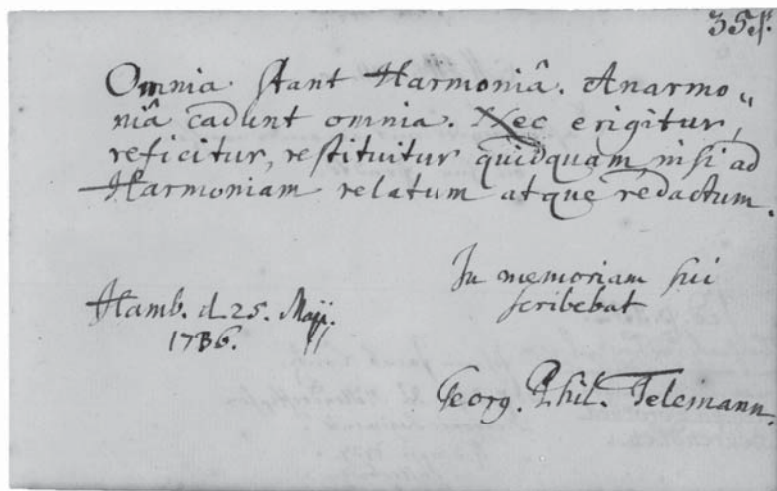 35
Omnia stant Harmoniâ. Anarmo„
niâ cadunt omnia. Nec erigitur,
reficitur, restituitur quidquam, nisi ad
Harmoniam relatum atque redactum.
In memoriam sui
scribebat
Hamb. d. 25. Maji.
1736.
Georg. Phil. Telemann.